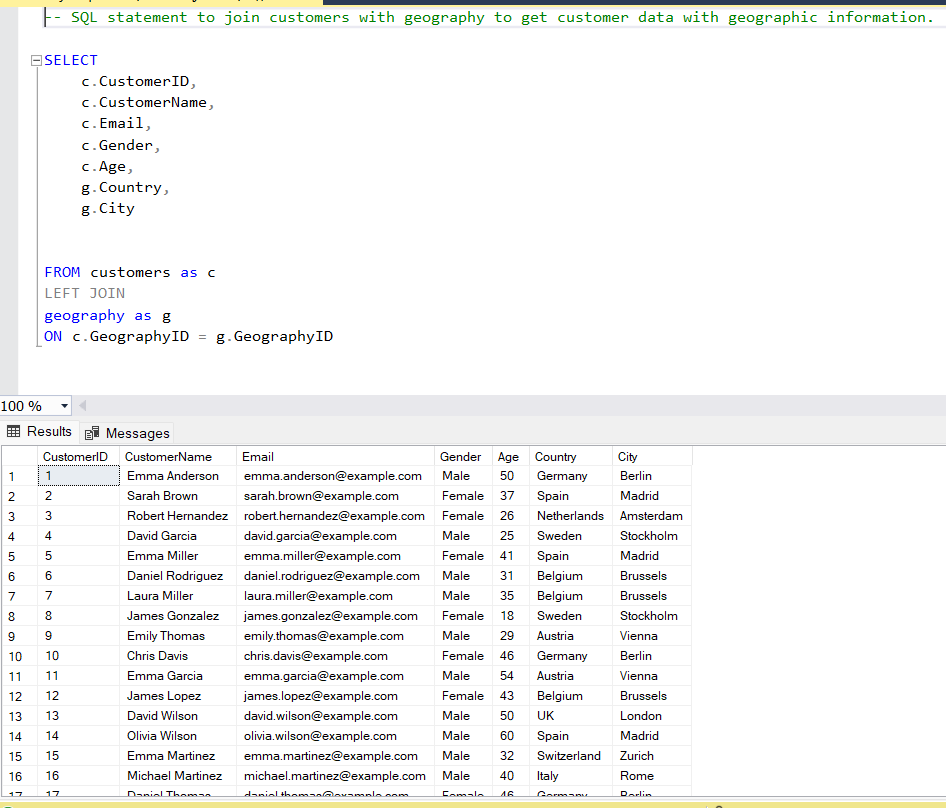 -- SQL statement to join customers with geography to get customer data with geographic information.
SELECT
c.CustomerID,
c.CustomerName,
c.Email,
c.Gender,
c.Age,
g.Country,
g.City
FROM customers as c
LEFT JOIN
geography as g
ON c.GeographyID = g.GeographyID
100 %
Results Messages
CustomerID CustomerName Email Gender Age Country City
1 1 Emma Anderson emma.anderson@example.com Male 50 Germany Berlin
2 2 Sarah Brown sarah.brown@example.com Female 37 Spain Madrid
3 3 Robert Hernandez robert.hernandez@example.com Female 26 Netherlands Amsterdam
4 4 David Garcia david.garcia@example.com Male 25 Sweden Stockholm
5 5 Emma Miller emma.miller@example.com Female 41 Spain Madrid
6 6 Daniel Rodriguez daniel.rodriguez@example.com Male 31 Belgium Brussels
7 7 Laura Miller laura.miller@example.com Male 35 Belgium Brussels
8 8 James Gonzalez james.gonzalez@example.com Female 18 Sweden Stockholm
9 9 Emily Thomas emily.thomas@example.com Male 29 Austria Vienna
10 10 Chris Davis chris.davis@example.com Female 46 Germany Berlin
11 11 Emma Garcia emma.garcia@example.com Male 54 Austria Vienna
12 12 James Lopez james.lopez@example.com Female 43 Belgium Brussels
13 13 David Wilson david.wilson@example.com Male 50 UK London
14 14 Olivia Wilson olivia.wilson@example.com Male 60 Spain Madrid
15 15 Emma Martinez emma.martinez@example.com Male 32 Switzerland Zurich
16 16 Michael Martinez michael.martinez@example.com Male 40 Italy Rome
17 17 Daniel Thomas daniel.thomas@example.com Male 46 Germany Berlin